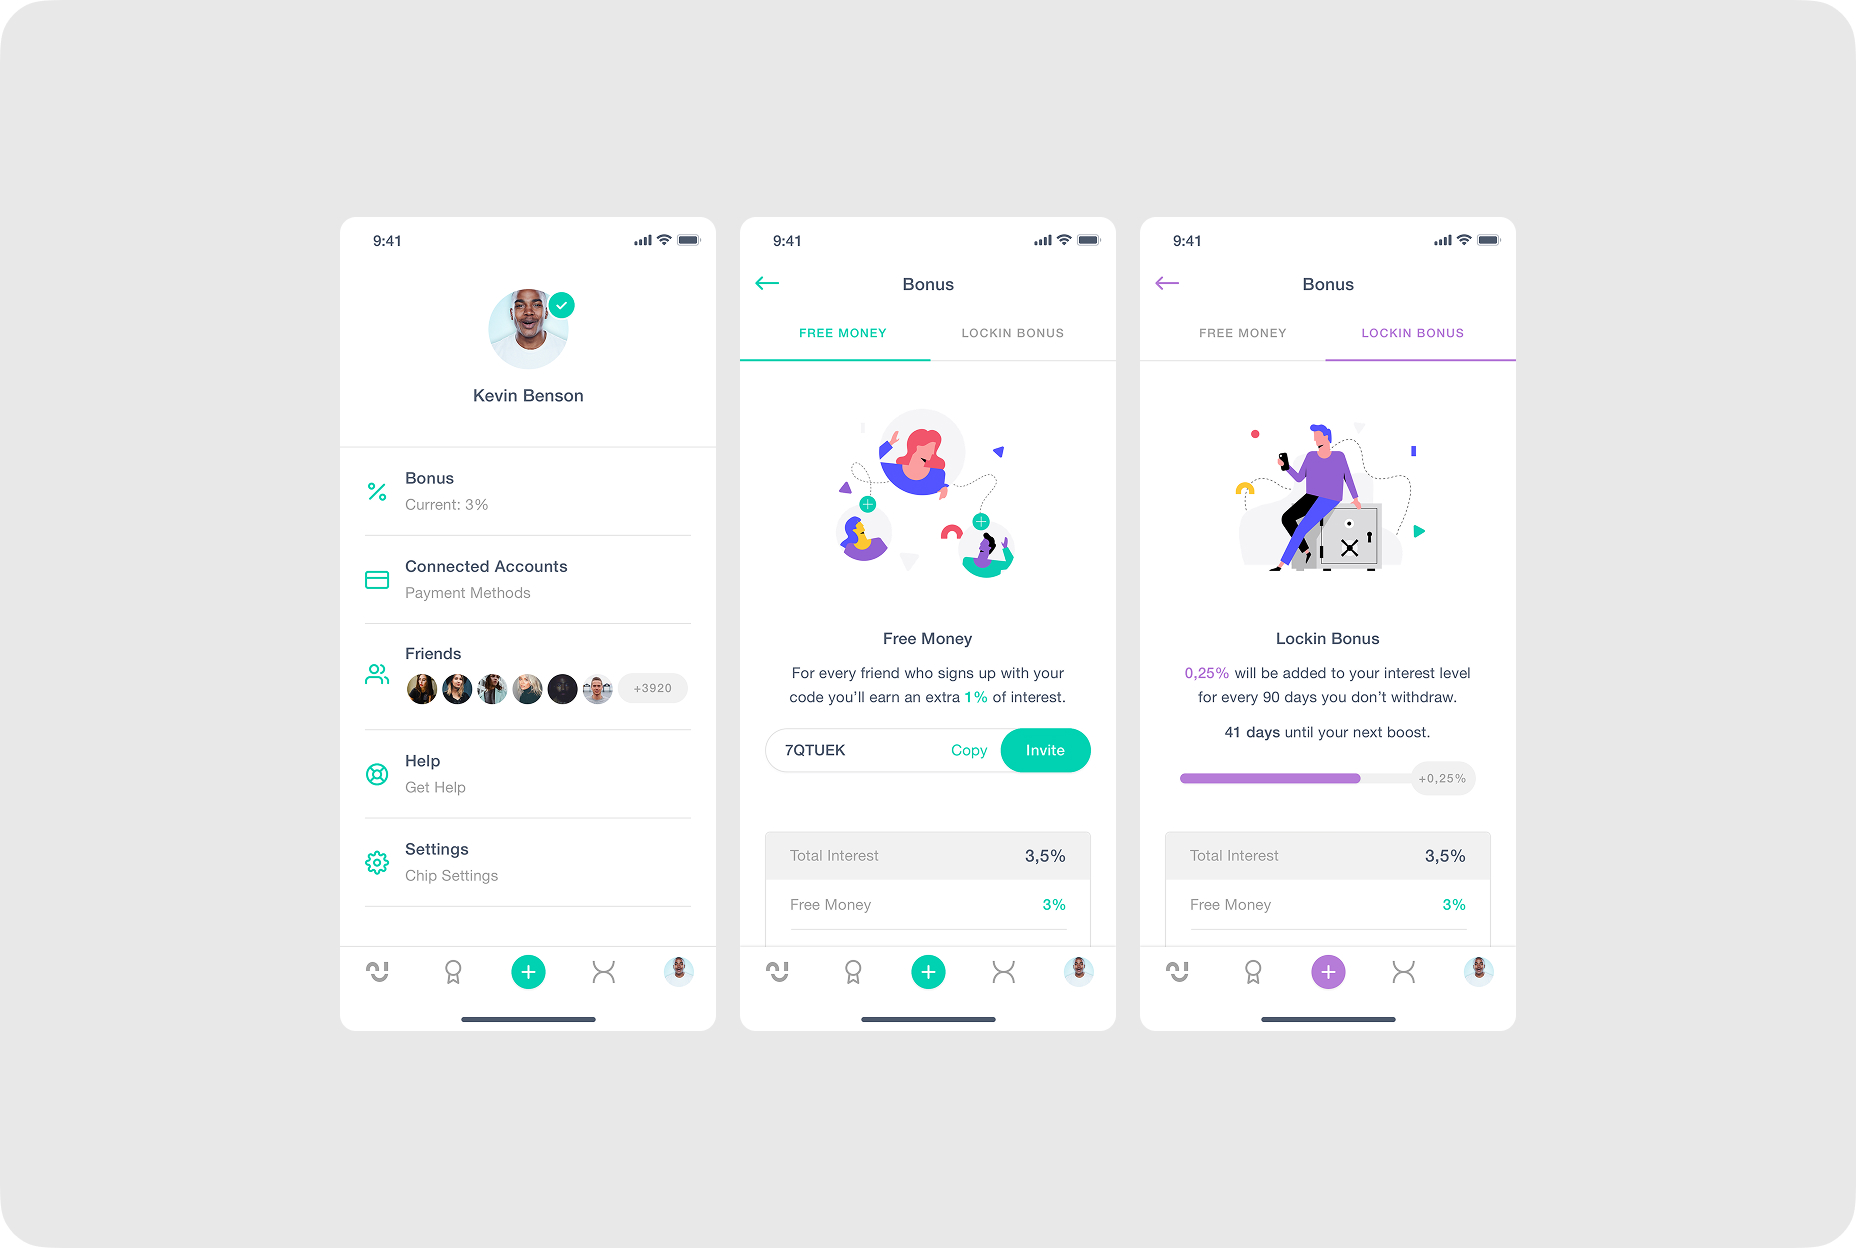 9:41
Kevin Benson
Bonus
Current: 3%
Connected Accounts
Payment Methods
Friends
+3920
Help
Get Help
Settings
Chip Settings
9:41
Bonus
FREE MONEY LOCKIN BONUS
Free Money
For every friend who signs up with your
code you’ll earn an extra 1% of interest.
7QTUEK Copy Invite
Total Interest 3,5%
Free Money 3%
9:41
Bonus
FREE MONEY LOCKIN BONUS
Lockin Bonus
0,25% will be added to your interest level
for every 90 days you don’t withdraw.
41 days until your next boost.
+0,25%
Total Interest 3,5%
Free Money 3%